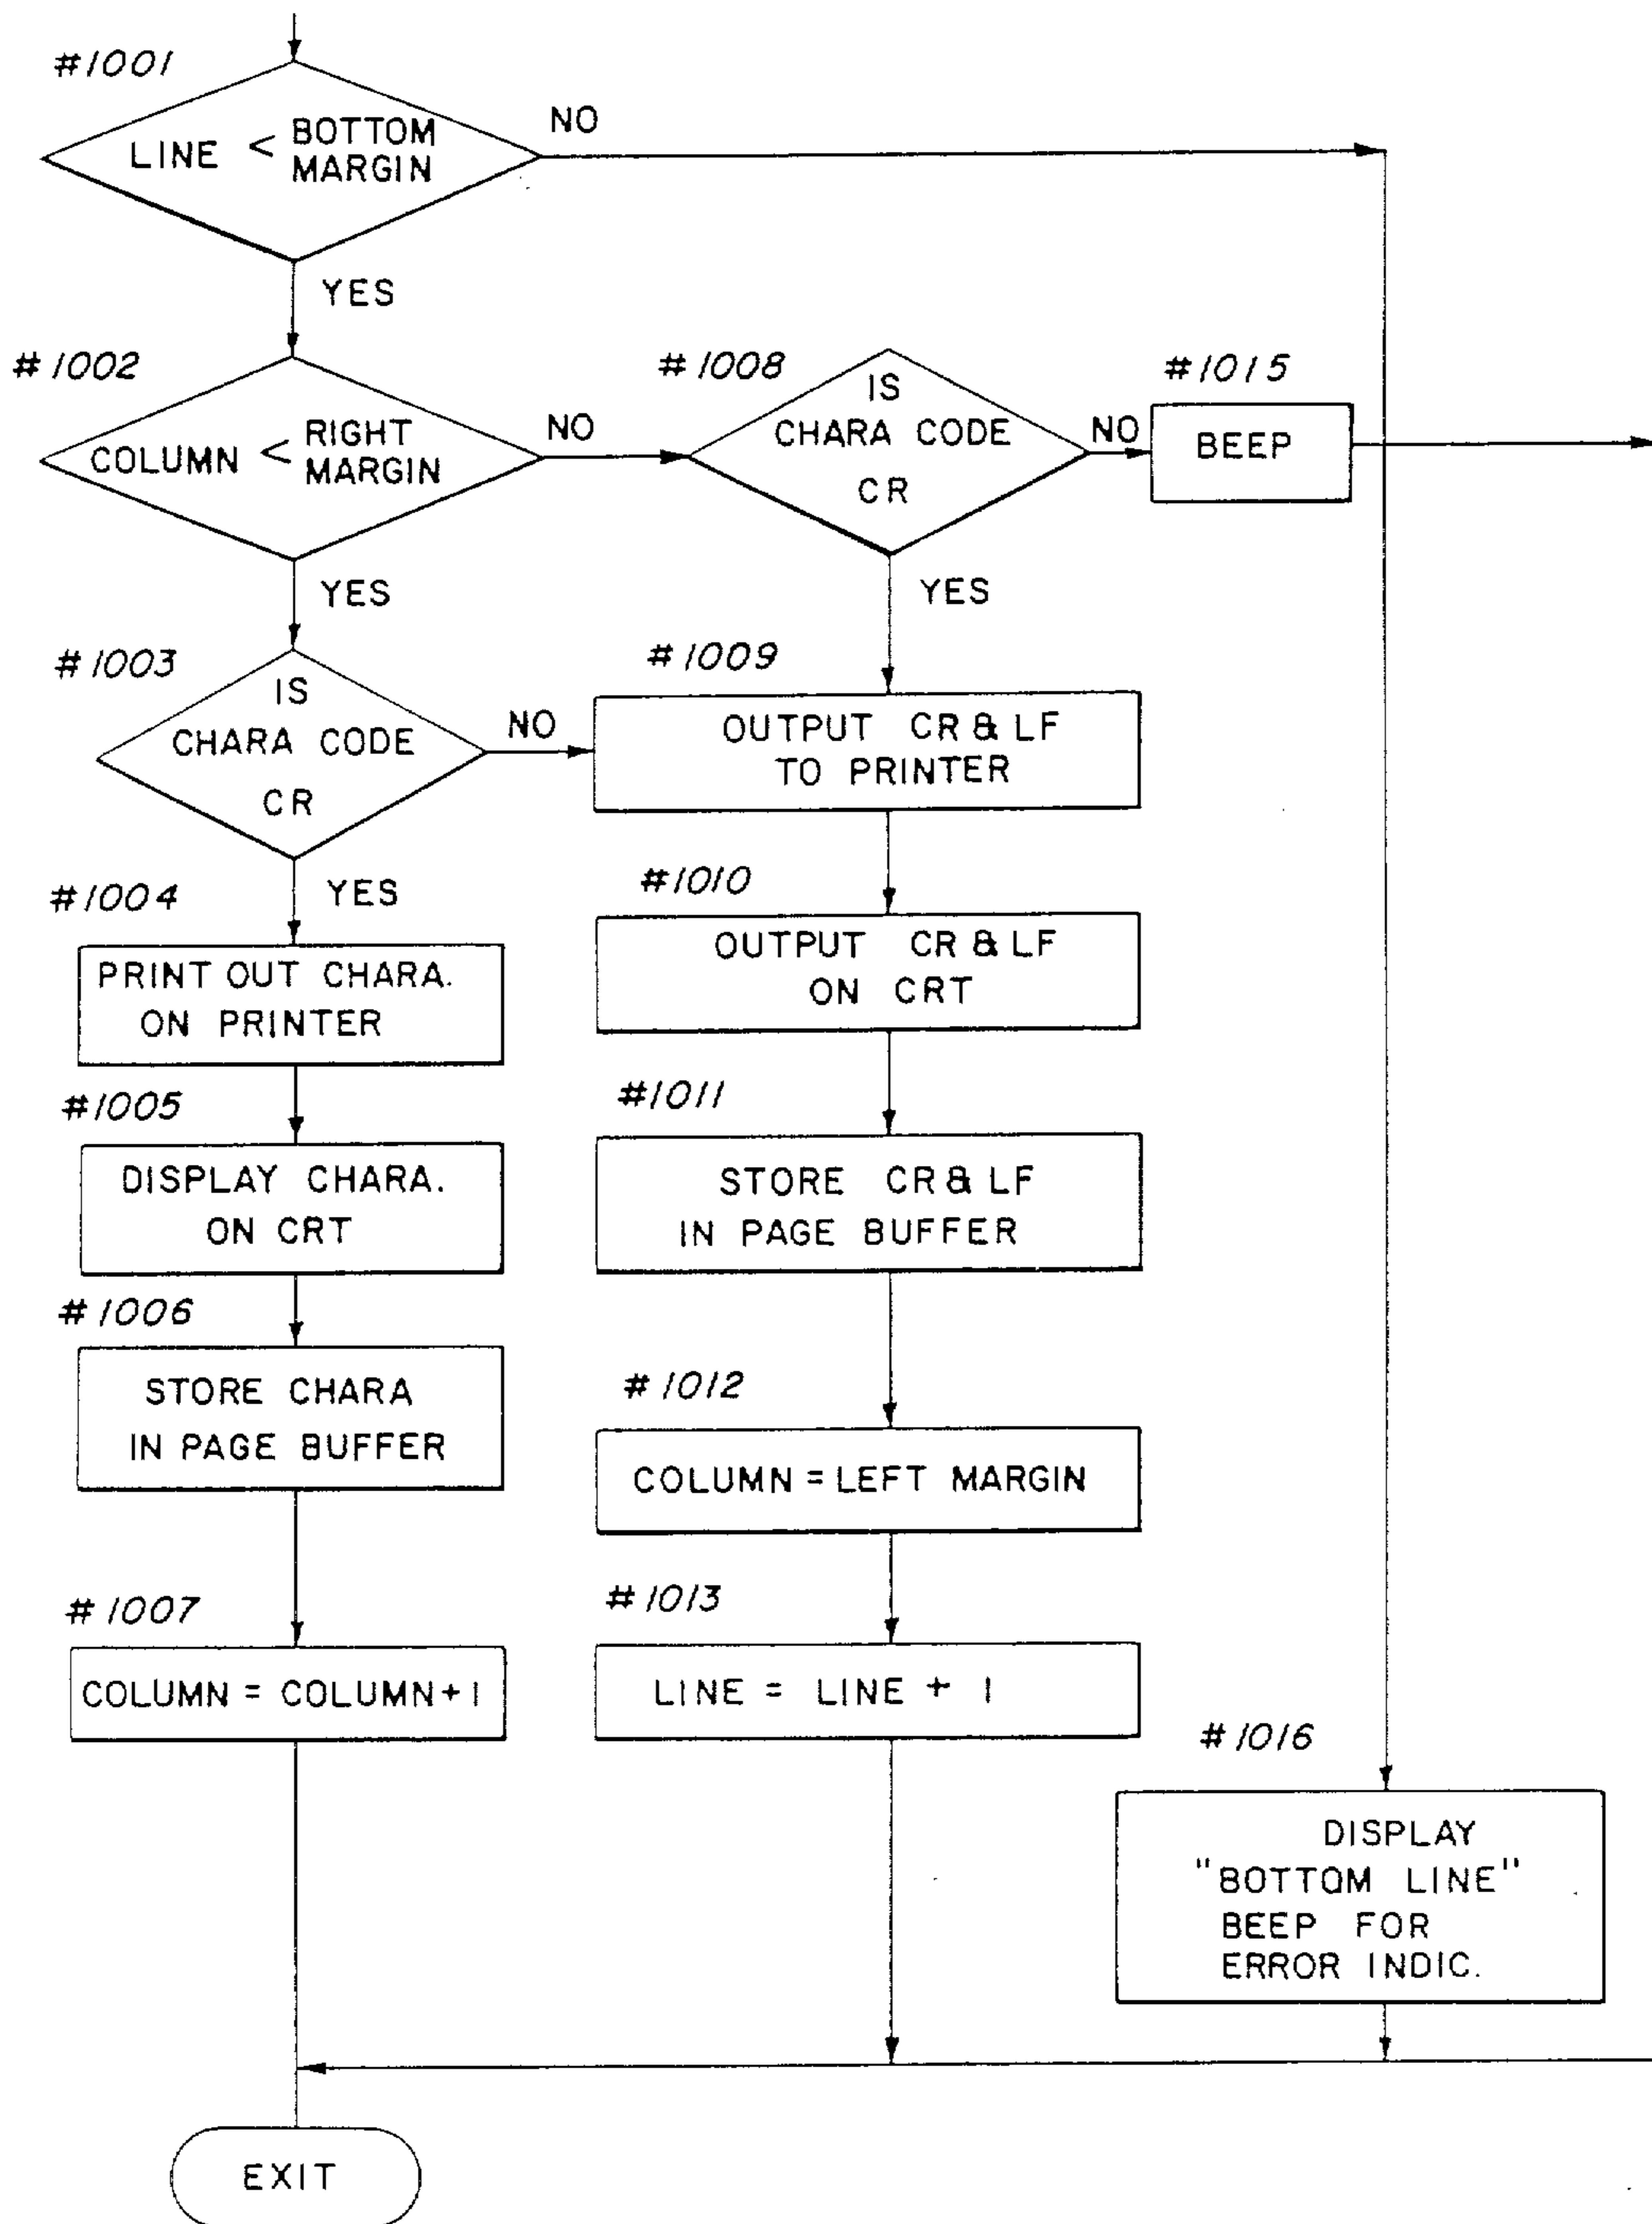 #1001
LINE < BOTTOM
MARGIN
NO
YES
#1002
COLUMN < RIGHT
MARGIN
NO
YES
#1008
IS
CHARA CODE
CR
NO
YES
#1015
BEEP
#1003
IS
CHARA CODE
CR
NO
YES
#1009
OUTPUT CR & LF
TO PRINTER
#1004
PRINT OUT CHARA.
ON PRINTER
#1010
OUTPUT CR & LF
ON CRT
#1005
DISPLAY CHARA.
ON CRT
#1011
STORE CR & LF
IN PAGE BUFFER
#1006
STORE CHARA
IN PAGE BUFFER
#1012
COLUMN = LEFT MARGIN
#1007
COLUMN = COLUMN + 1
#1013
LINE = LINE + 1
#1016
DISPLAY
"BOTTOM LINE"
BEEP FOR
ERROR INDIC.
EXIT